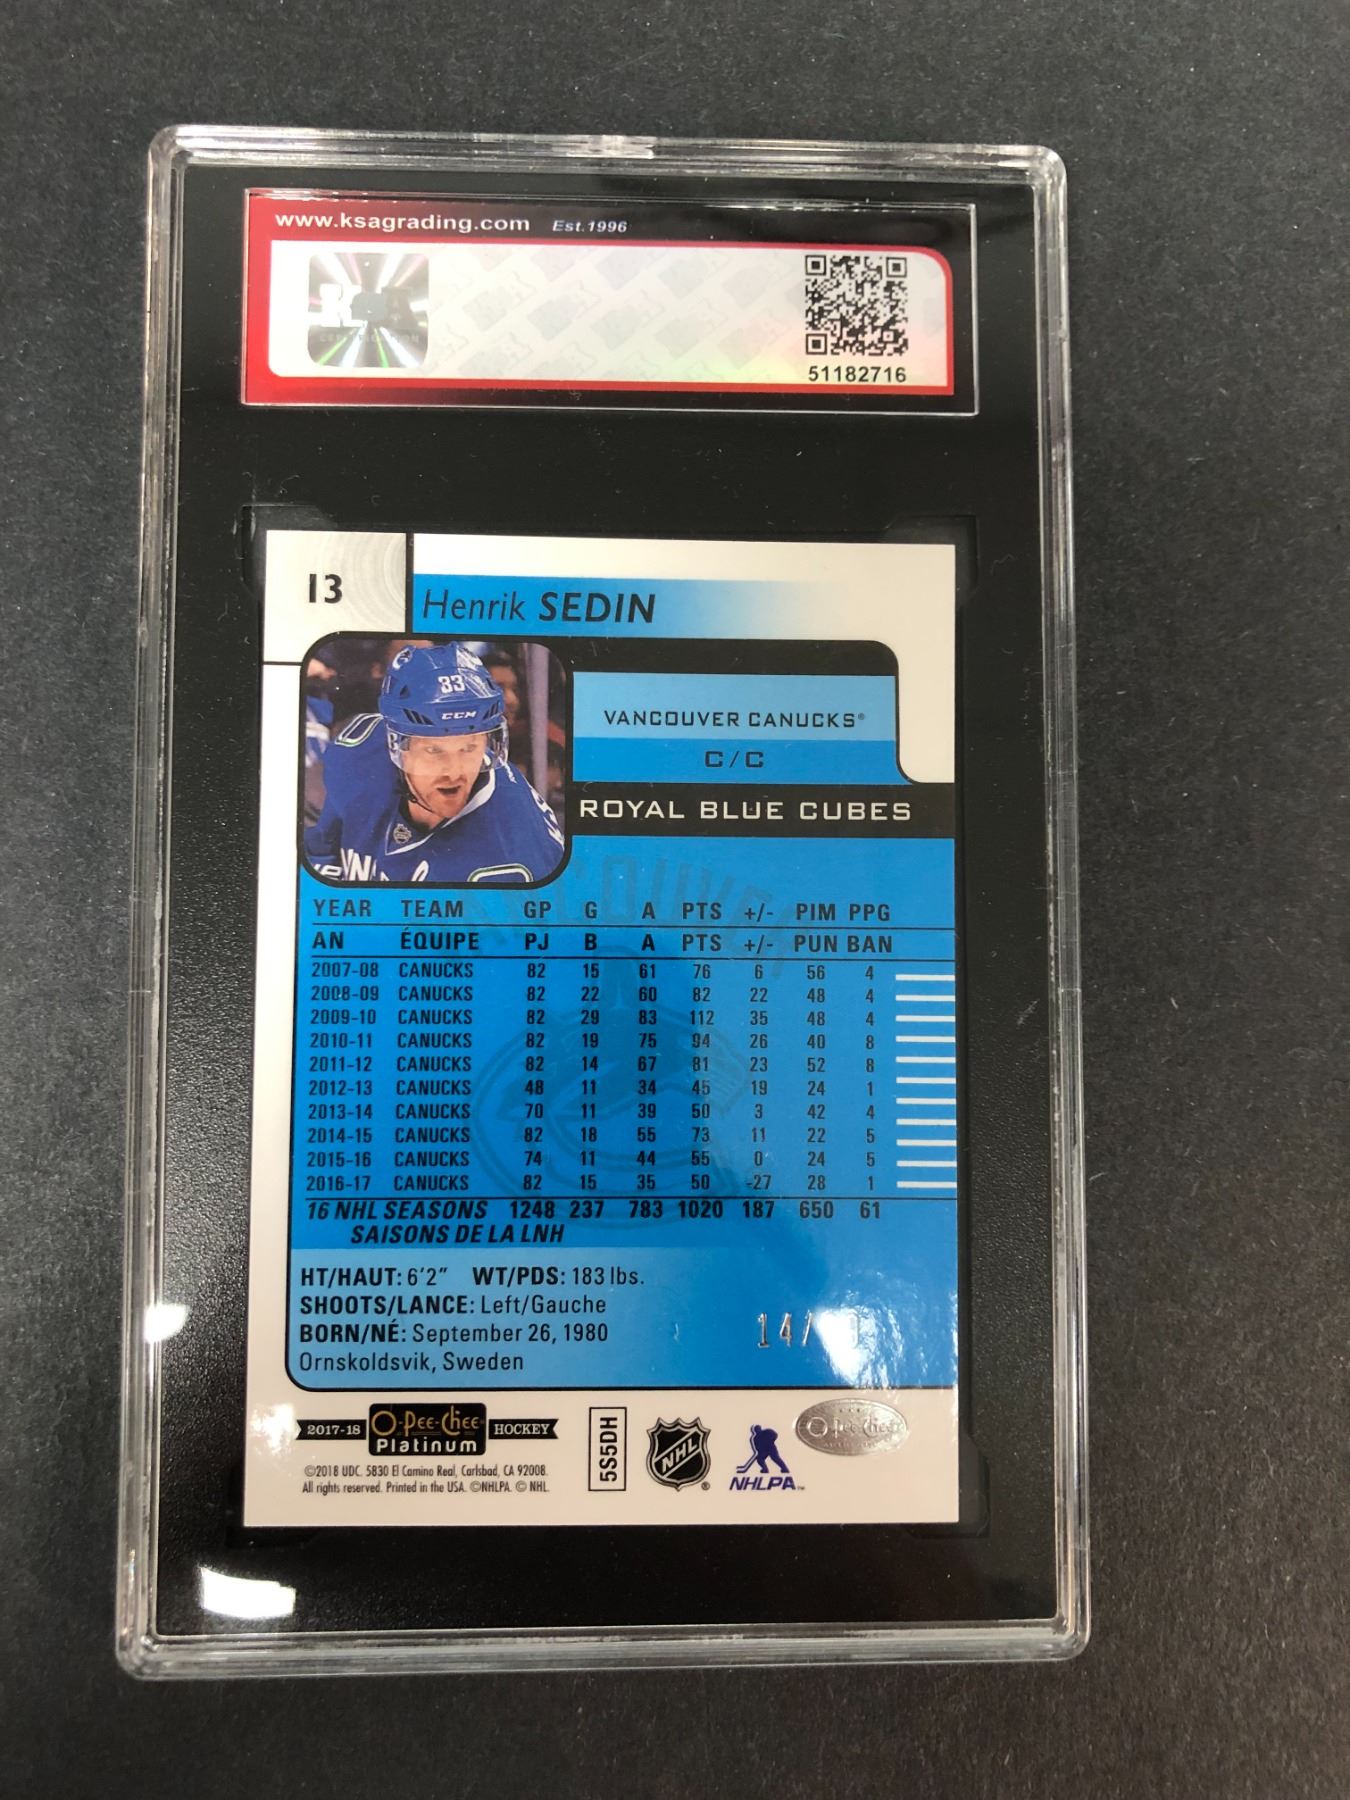 www.ksagrading.com Est.1996
KSA
51182716
13
Henrik SEDIN
33
CCM
VANCOUVER CANUCKS®
C/C
ROYAL BLUE CUBES
YEAR TEAM GP G A PTS +/- PIM PPG
AN ÉQUIPE PJ B A PTS +/- PUN BAN
2007-08 CANUCKS 82 15 61 76 6 56 4
2008-09 CANUCKS 82 22 60 82 22 48 4
2009-10 CANUCKS 82 29 83 112 35 48 4
2010-11 CANUCKS 82 19 75 94 26 40 8
2011-12 CANUCKS 82 14 67 81 23 52 8
2012-13 CANUCKS 48 11 34 45 19 24 1
2013-14 CANUCKS 70 11 39 50 3 42 4
2014-15 CANUCKS 82 18 55 73 11 22 5
2015-16 CANUCKS 74 11 44 55 0 24 5
2016-17 CANUCKS 82 15 35 50 -27 28 1
16 NHL SEASONS 1248 237 783 1020 187 650 61
SAISONS DE LA LNH
HT/HAUT: 6'2" WT/PDS: 183 lbs.
SHOOTS/LANCE: Left/Gauche
BORN/NÉ: September 26, 1980
Ornskoldsvik, Sweden
14/
2017-18 O-Pee-Chee Platinum HOCKEY
5S5DH
NHL®
NHLPA™
O-Pee-Chee
©2018 UDC. 5830 El Camino Real, Carlsbad, CA 92008.
All rights reserved. Printed in the USA. ©NHLPA. © NHL.